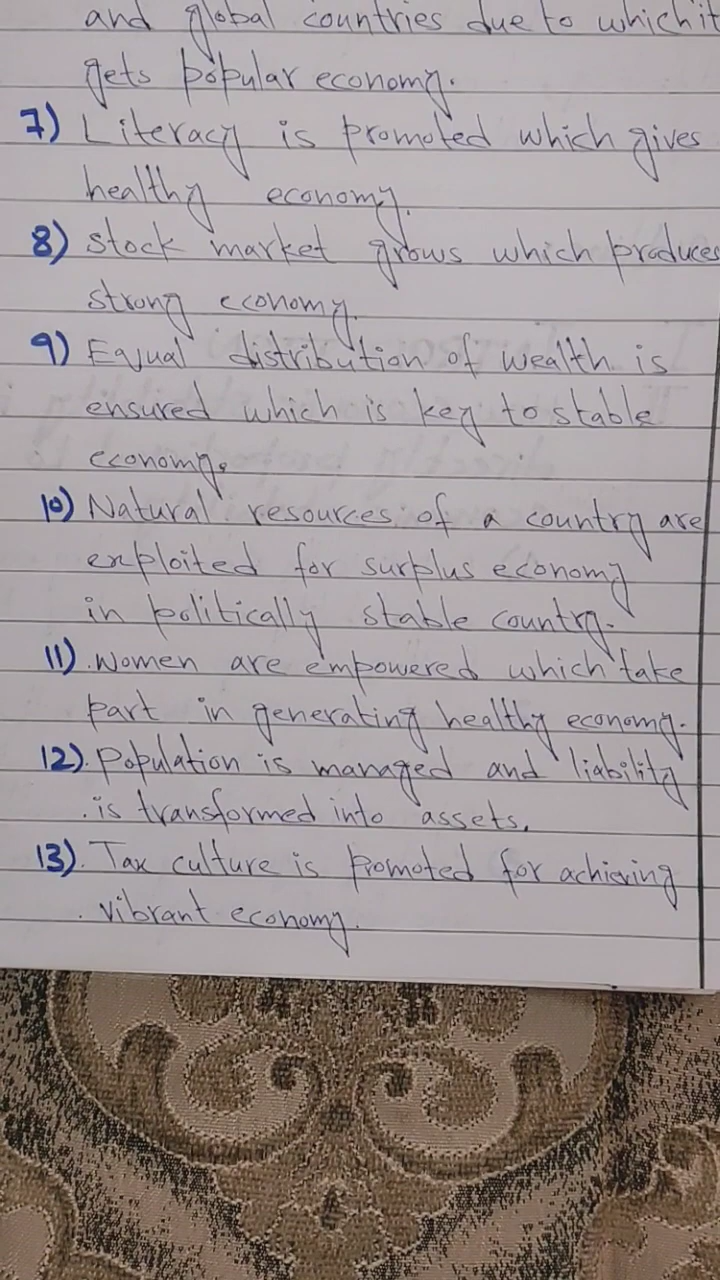 and global countries due to which it
gets popular economy.
7) Literacy is promoted which gives
healthy economy.
8) stock market grows which produces
strong economy.
9) Equal distribution of wealth is
ensured which is key to stable
economy.
10) Natural resources of a country are
exploited for surplus economy
in politically stable country.
11). Women are empowered which take
part in generating healthy economy.
12). Population is managed and liability
is transformed into assets.
13). Tax culture is promoted for achieving
vibrant economy.